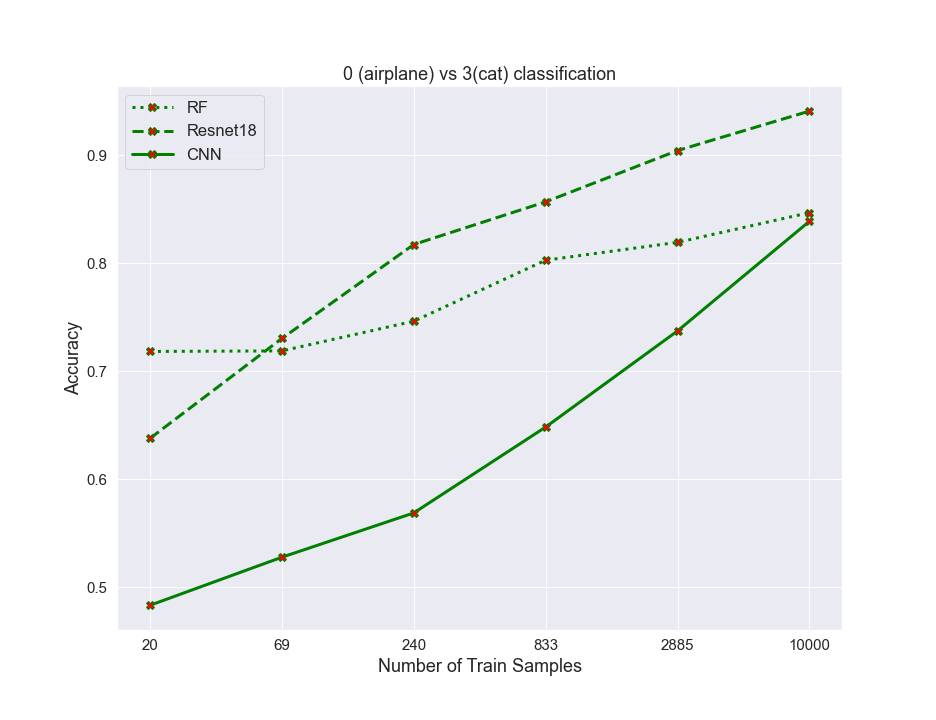 0 (airplane) vs 3(cat) classification
RF
Resnet18
CNN
0.9
0.8
0.7
0.6
0.5
Accuracy
20 69 240 833 2885 10000
Number of Train Samples